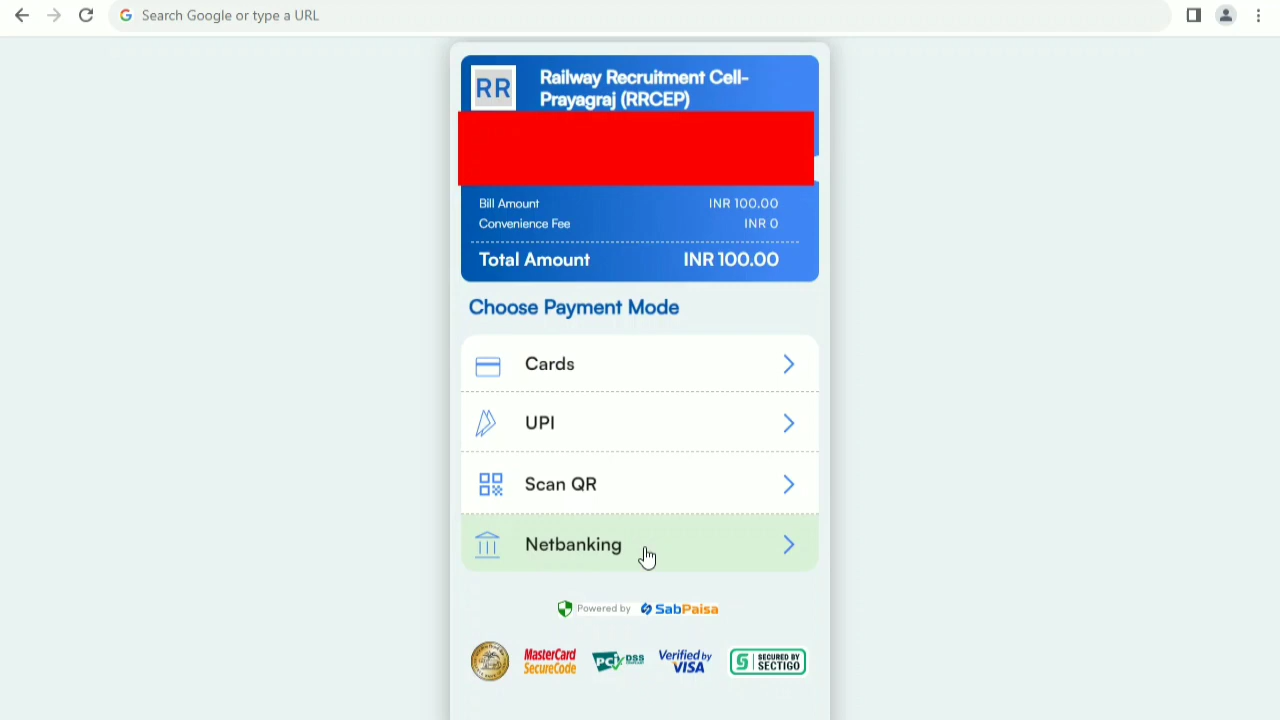 Search Google or type a URL
RR
Railway Recruitment Cell-
Prayagraj (RRCEP)
Bill Amount INR 100.00
Convenience Fee INR 0
Total Amount INR 100.00
Choose Payment Mode
Cards
UPI
Scan QR
Netbanking
Powered by SabPaisa
MasterCard
SecureCode
PCI DSS
Verified by
VISA
SECURED BY
SECTIGO